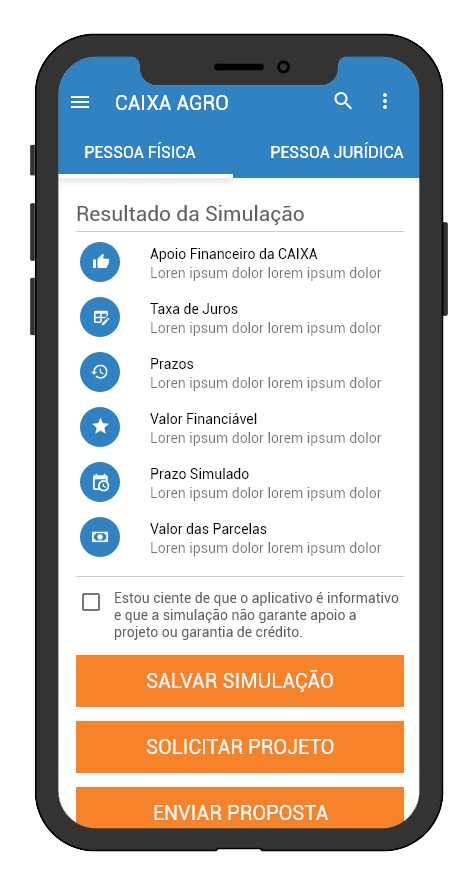 CAIXA AGRO
PESSOA FÍSICA
PESSOA JURÍDICA
Resultado da Simulação
Apoio Financeiro da CAIXA
Loren ipsum dolor lorem ipsum dolor
Taxa de Juros
Loren ipsum dolor lorem ipsum dolor
Prazos
Loren ipsum dolor lorem ipsum dolor
Valor Financiável
Loren ipsum dolor lorem ipsum dolor
Prazo Simulado
Loren ipsum dolor lorem ipsum dolor
Valor das Parcelas
Loren ipsum dolor lorem ipsum dolor
Estou ciente de que o aplicativo é informativo
e que a simulação não garante apoio a
projeto ou garantia de crédito.
SALVAR SIMULAÇÃO
SOLICITAR PROJETO
ENVIAR PROPOSTA